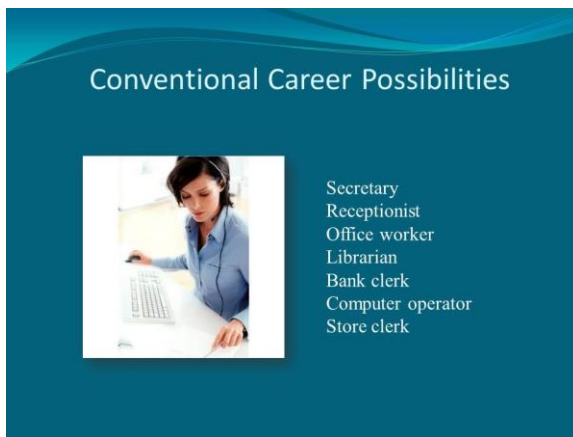 Conventional Career Possibilities
Secretary
Receptionist
Office worker
Librarian
Bank clerk
Computer operator
Store clerk